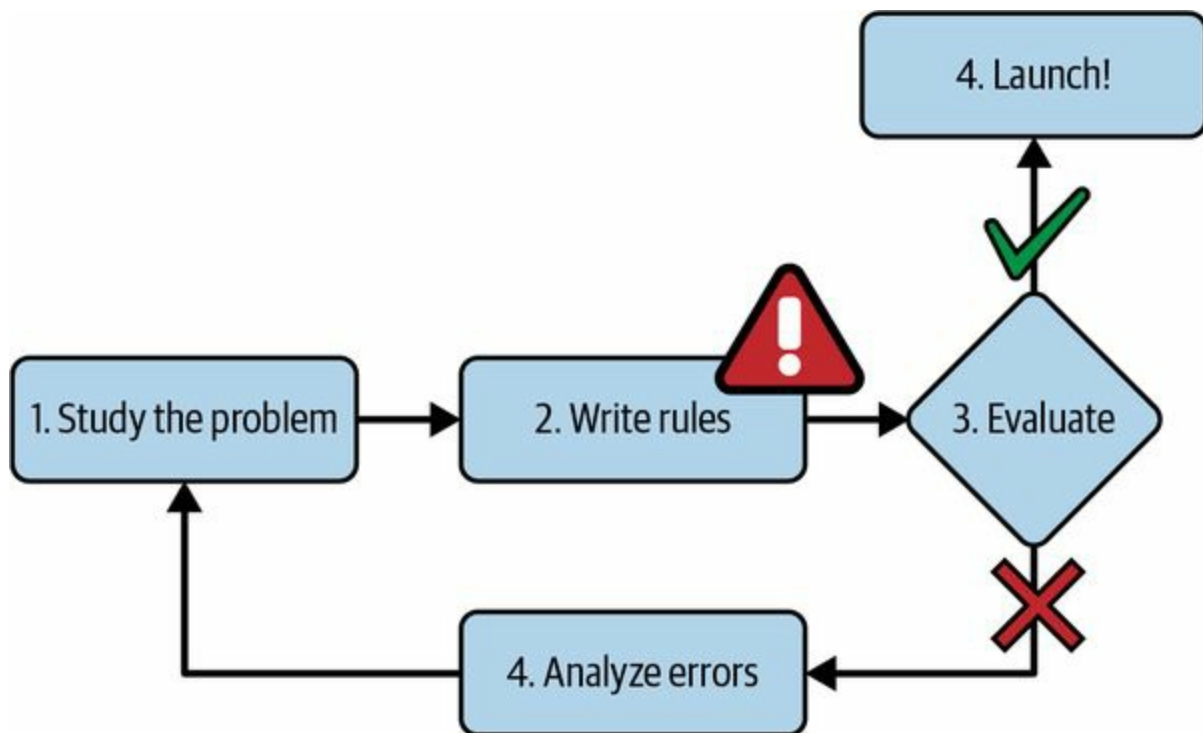 4. Launch!
1. Study the problem
2. Write rules
3. Evaluate
4. Analyze errors